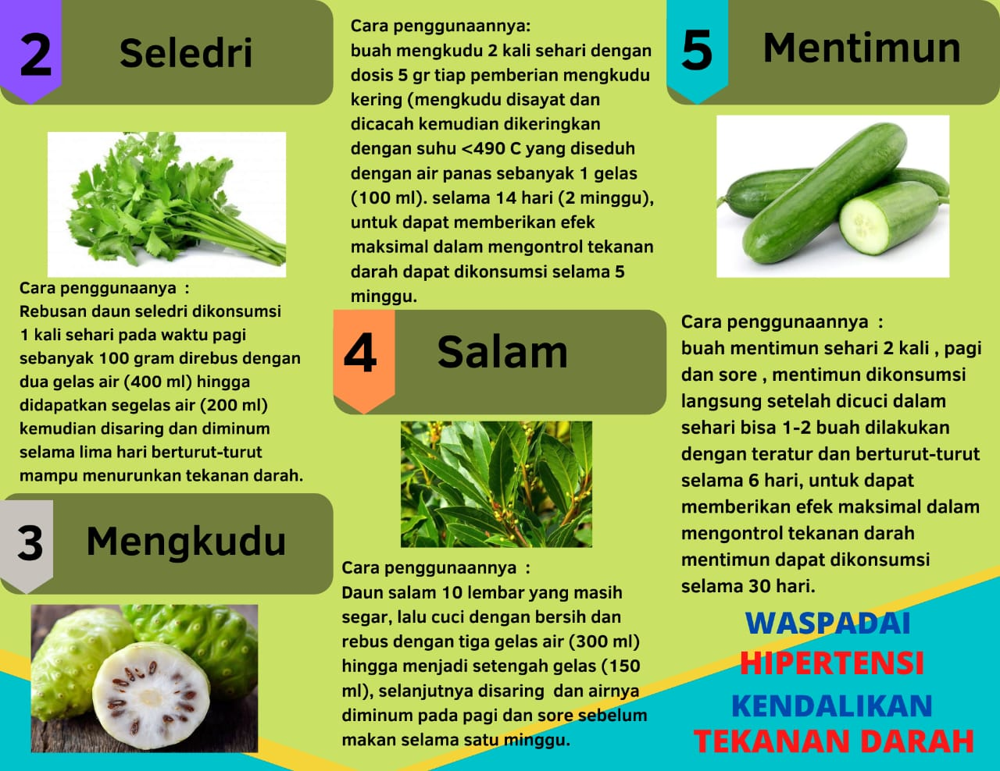 2
Seledri
Cara penggunaanya  :
Rebusan daun seledri dikonsumsi
1 kali sehari pada waktu pagi
sebanyak 100 gram direbus dengan
dua gelas air (400 ml) hingga
didapatkan segelas air (200 ml)
kemudian disaring dan diminum
selama lima hari berturut-turut
mampu menurunkan tekanan darah.
3
Mengkudu
Cara penggunaannya:
buah mengkudu 2 kali sehari dengan
dosis 5 gr tiap pemberian mengkudu
kering (mengkudu disayat dan
dicacah kemudian dikeringkan
dengan suhu <490 C yang diseduh
dengan air panas sebanyak 1 gelas
(100 ml). selama 14 hari (2 minggu),
untuk dapat memberikan efek
maksimal dalam mengontrol tekanan
darah dapat dikonsumsi selama 5
minggu.
4
Salam
Cara penggunaannya  :
Daun salam 10 lembar yang masih
segar, lalu cuci dengan bersih dan
rebus dengan tiga gelas air (300 ml)
hingga menjadi setengah gelas (150
ml), selanjutnya disaring  dan airnya
diminum pada pagi dan sore sebelum
makan selama satu minggu.
5
Mentimun
Cara penggunaannya  :
buah mentimun sehari 2 kali , pagi
dan sore , mentimun dikonsumsi
langsung setelah dicuci dalam
sehari bisa 1-2 buah dilakukan
dengan teratur dan berturut-turut
selama 6 hari, untuk dapat
memberikan efek maksimal dalam
mengontrol tekanan darah
mentimun dapat dikonsumsi
selama 30 hari.
WASPADAI
HIPERTENSI
KENDALIKAN
TEKANAN DARAH